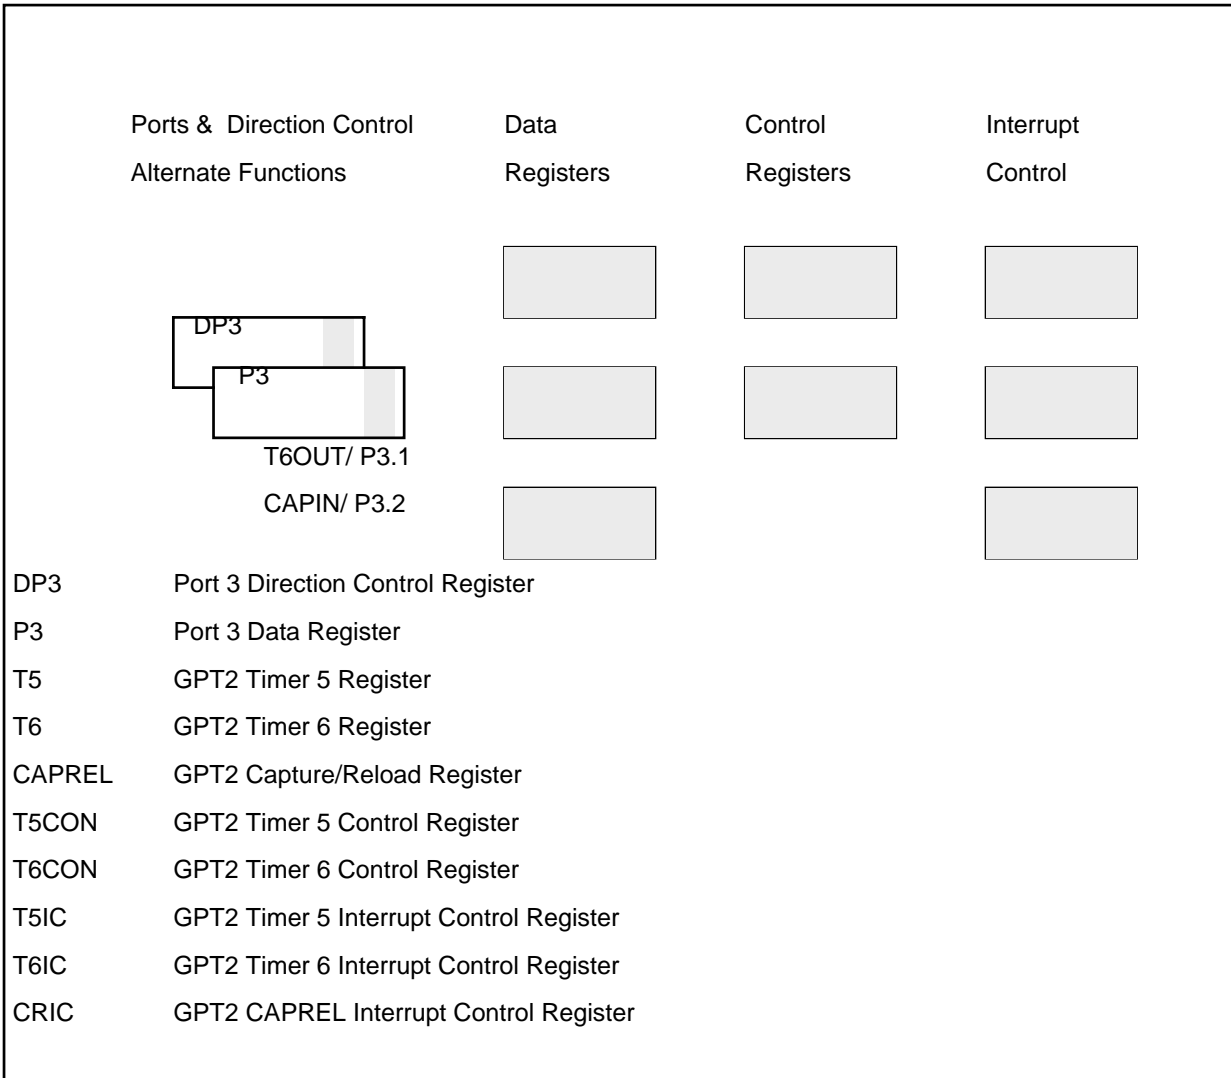 Ports &  Direction Control
Alternate Functions
Data
Registers
Control
Registers
Interrupt
Control
DP3
P3
T6OUT/ P3.1
CAPIN/ P3.2
DP3 Port 3 Direction Control Register
P3 Port 3 Data Register
T5 GPT2 Timer 5 Register
T6 GPT2 Timer 6 Register
CAPREL GPT2 Capture/Reload Register
T5CON GPT2 Timer 5 Control Register
T6CON GPT2 Timer 6 Control Register
T5IC GPT2 Timer 5 Interrupt Control Register
T6IC GPT2 Timer 6 Interrupt Control Register
CRIC GPT2 CAPREL Interrupt Control Register